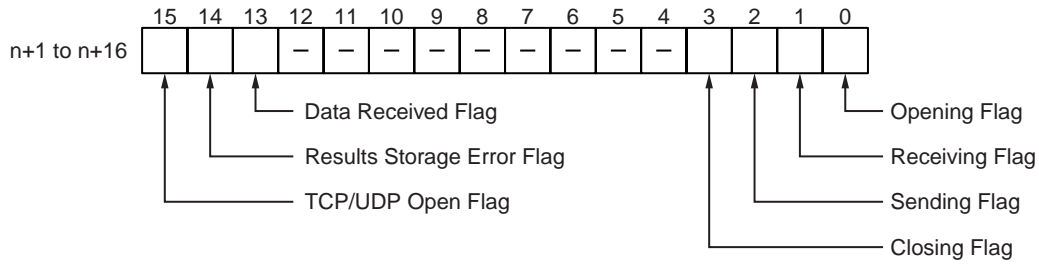 15 14 13 12 11 10 9 8 7 6 5 4 3 2 1 0
n+1 to n+16 – – – – – – – – –
Data Received Flag Opening Flag
Results Storage Error Flag Receiving Flag
TCP/UDP Open Flag Sending Flag
Closing Flag